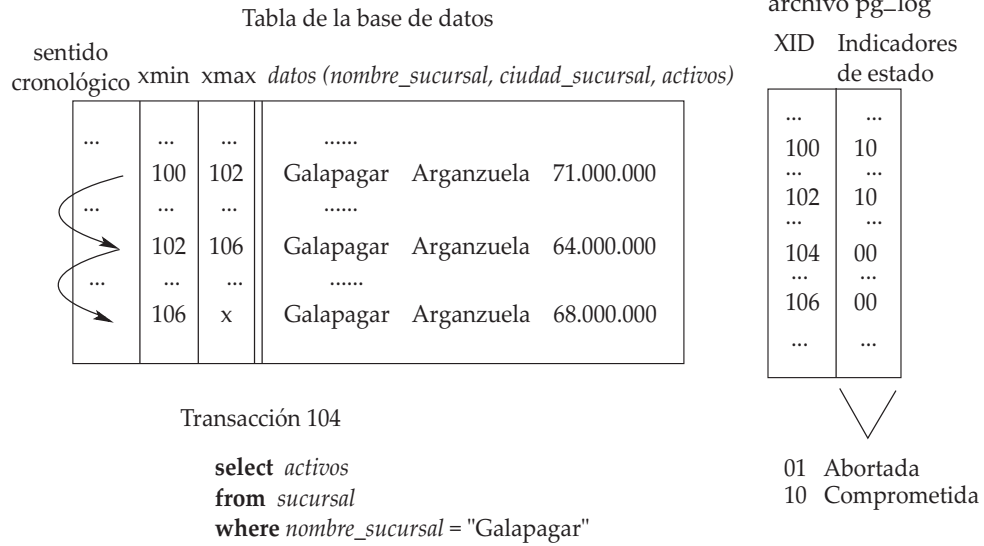 Tabla de la base de datos
archivo pg_log
sentido
cronológico xmin xmax datos (nombre_sucursal, ciudad_sucursal, activos)
XID Indicadores
de estado
... ... ... ......
100 102 Galapagar Arganzuela 71.000.000
... ... ... ......
102 106 Galapagar Arganzuela 64.000.000
... ... ... ......
106 x Galapagar Arganzuela 68.000.000
... ...
100 10
... ...
102 10
... ...
104 00
... ...
106 00
... ...
Transacción 104
select activos
from sucursal
where nombre_sucursal = "Galapagar"
01 Abortada
10 Comprometida